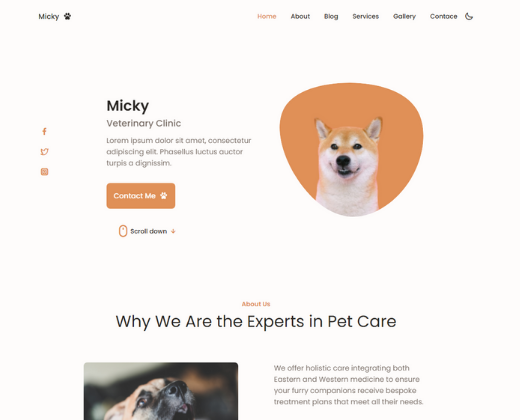 Micky
Home About Blog Services Gallery Contace
Micky
Veterinary Clinic
Lorem ipsum dolor sit amet, consectetur
adipiscing elit. Phasellus luctus auctor
turpis a dignissim.
Contact Me
Scroll down
About Us
Why We Are the Experts in Pet Care
We offer holistic care integrating both
Eastern and Western medicine to ensure
your furry companions receive bespoke
treatment plans that meet all their needs.